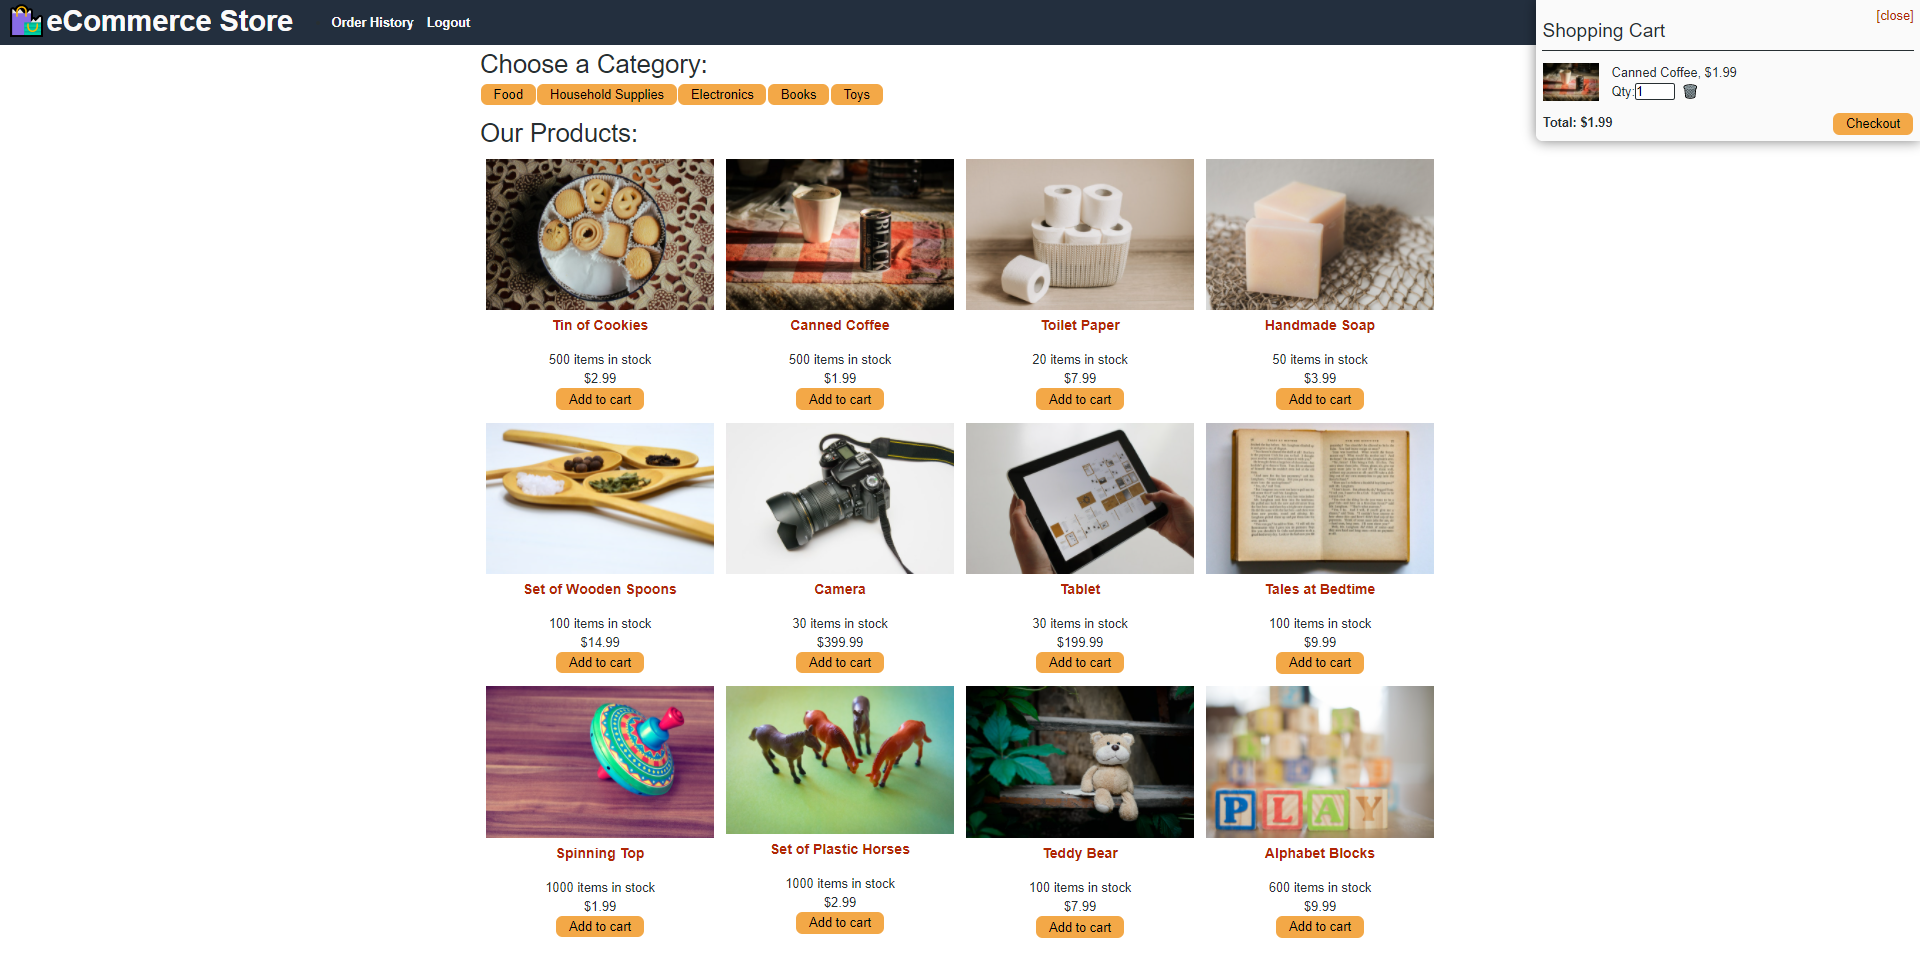 eCommerce Store
Order History
Logout
[close]
Shopping Cart
Canned Coffee, $1.99
Qty:1
Total: $1.99
Checkout
Choose a Category:
Food
Household Supplies
Electronics
Books
Toys
Our Products:
BLACK
Tin of Cookies
Canned Coffee
Toilet Paper
Handmade Soap
500 items in stock
500 items in stock
20 items in stock
50 items in stock
$2.99
$1.99
$7.99
$3.99
Add to cart
Add to cart
Add to cart
Add to cart
Set of Wooden Spoons
Camera
Tablet
Tales at Bedtime
100 items in stock
30 items in stock
30 items in stock
100 items in stock
$14.99
$399.99
$199.99
$9.99
Add to cart
Add to cart
Add to cart
Add to cart
PLAY
Spinning Top
Set of Plastic Horses
Teddy Bear
Alphabet Blocks
1000 items in stock
1000 items in stock
100 items in stock
600 items in stock
$1.99
$2.99
$7.99
$9.99
Add to cart
Add to cart
Add to cart
Add to cart